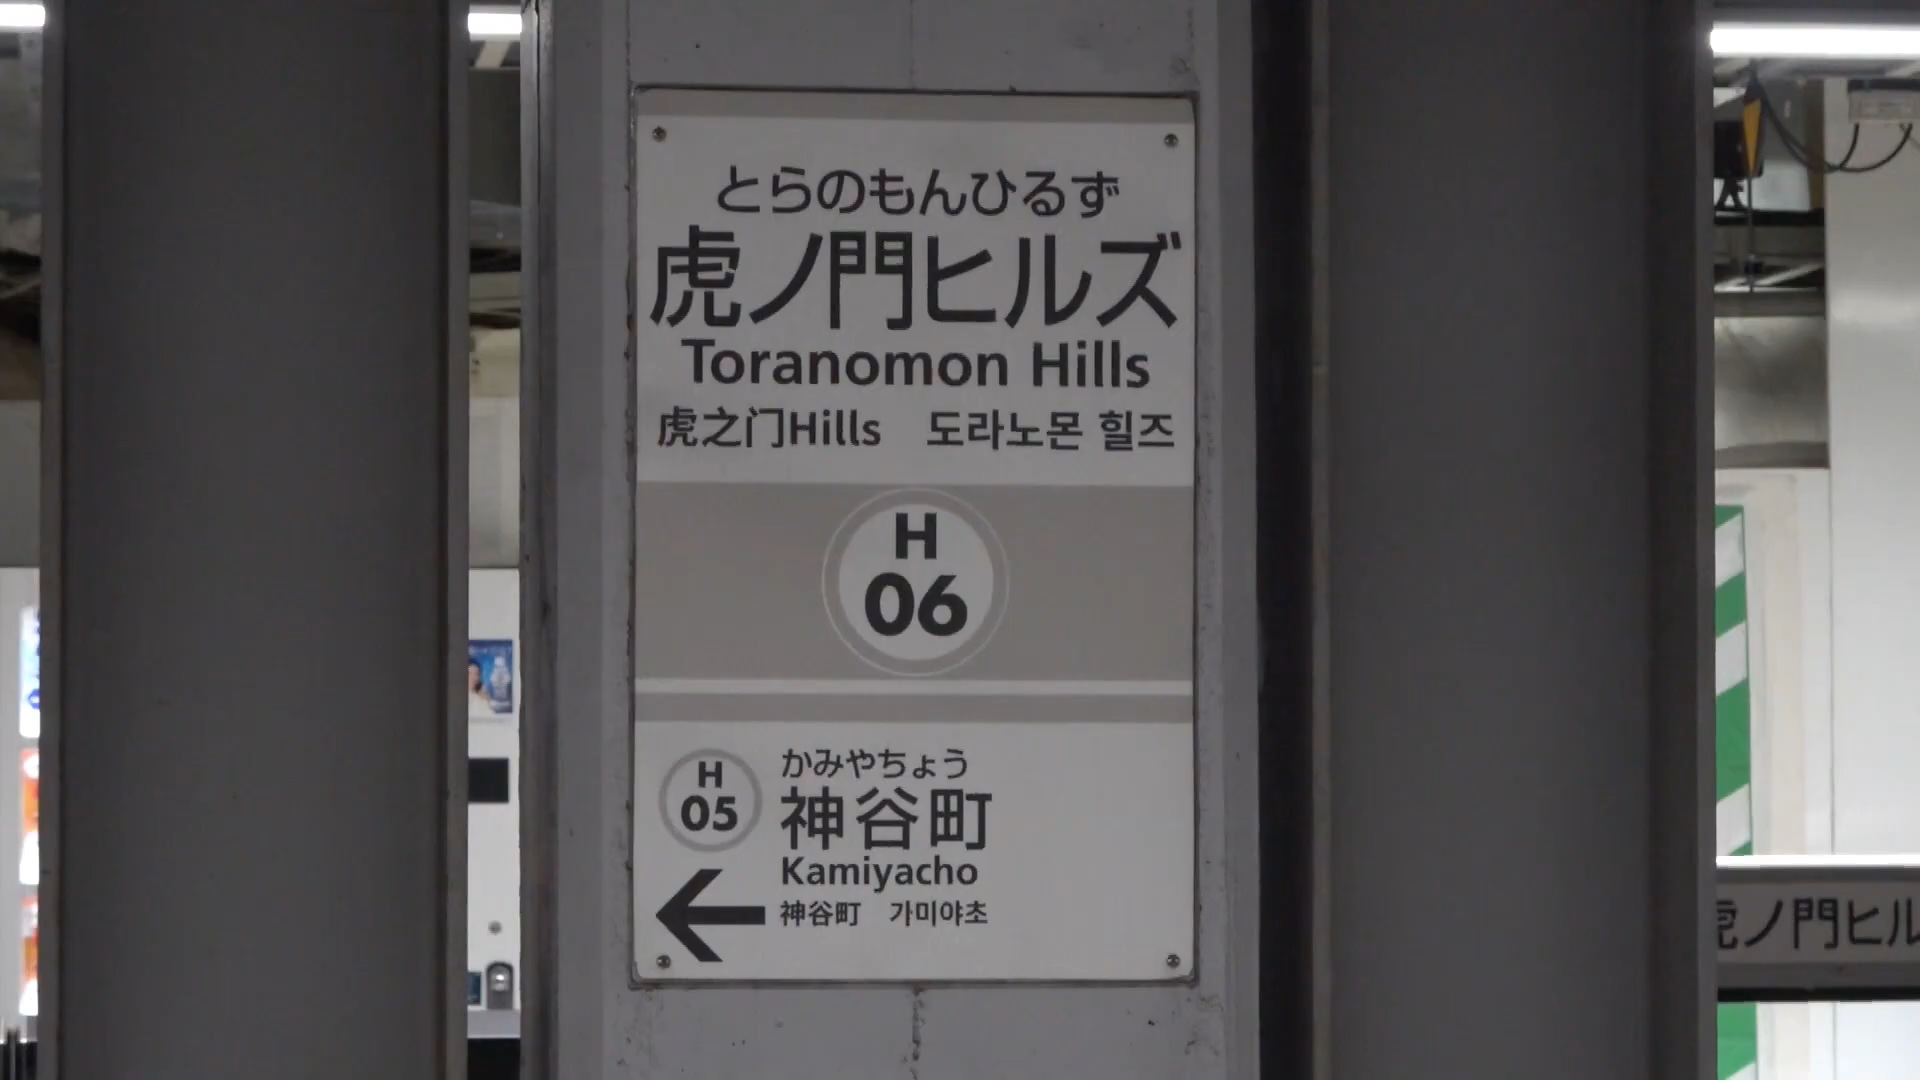 とらのもんひるず
虎ノ門ヒルズ
Toranomon Hills
虎之门Hills 도라노몬 힐즈
H
06
H
05
かみやちょう
神谷町
Kamiyacho
神谷町 가미야초
虎ノ門ヒル